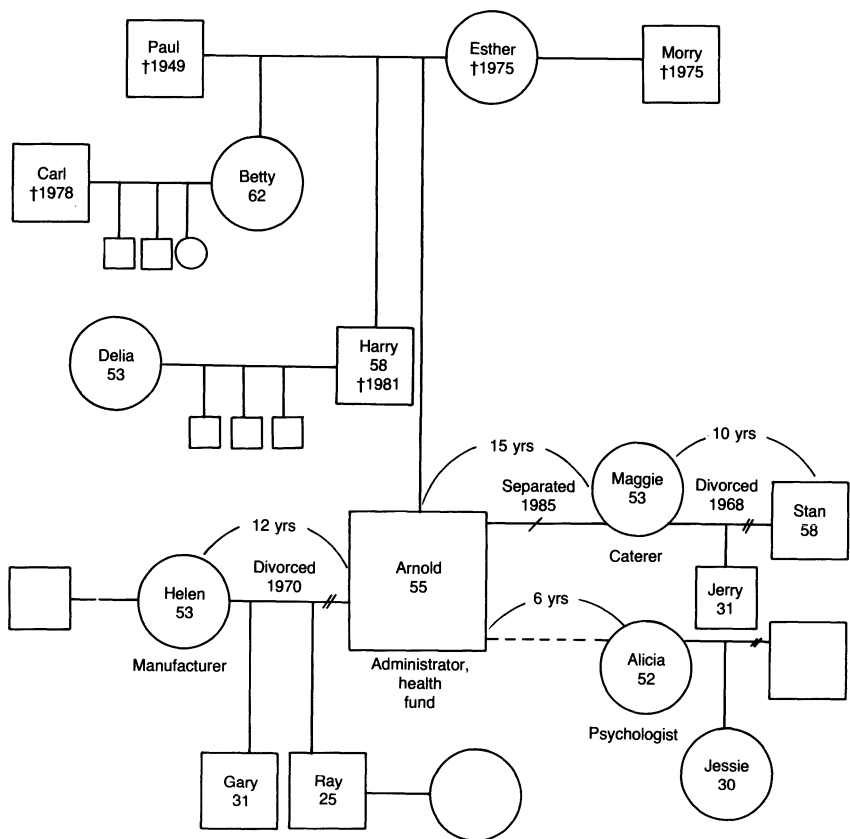 Paul
†1949
Esther
†1975
Morry
†1975
Carl
†1978
Betty
62
Delia
53
Harry
58
†1981
15 yrs
10 yrs
Separated
1985
Maggie
53
Divorced
1968
Stan
58
Caterer
12 yrs
Divorced
1970
Helen
53
Manufacturer
Arnold
55
Administrator,
health
fund
Jerry
31
6 yrs
Alicia
52
Psychologist
Gary
31
Ray
25
Jessie
30